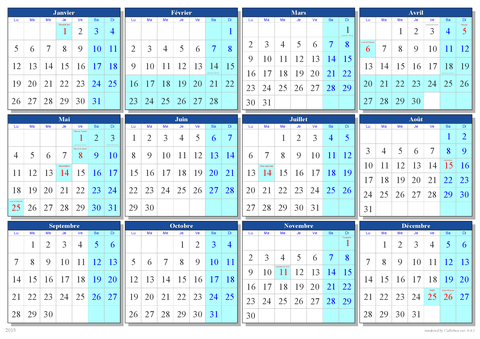 Janvier
Lu Ma Me Je Ve Sa Di
1 2 3 4
5 6 7 8 9 10 11
12 13 14 15 16 17 18
19 20 21 22 23 24 25
26 27 28 29 30 31
Février
Lu Ma Me Je Ve Sa Di
1
2 3 4 5 6 7 8
9 10 11 12 13 14 15
16 17 18 19 20 21 22
23 24 25 26 27 28
Mars
Lu Ma Me Je Ve Sa Di
1
2 3 4 5 6 7 8
9 10 11 12 13 14 15
16 17 18 19 20 21 22
23 24 25 26 27 28 29
30 31
Avril
Lu Ma Me Je Ve Sa Di
1 2 3 4 5
6 7 8 9 10 11 12
13 14 15 16 17 18 19
20 21 22 23 24 25 26
27 28 29 30
Mai
Lu Ma Me Je Ve Sa Di
1 2 3
4 5 6 7 8 9 10
11 12 13 14 15 16 17
18 19 20 21 22 23 24
25 26 27 28 29 30 31
Juin
Lu Ma Me Je Ve Sa Di
1 2 3 4 5 6 7
8 9 10 11 12 13 14
15 16 17 18 19 20 21
22 23 24 25 26 27 28
29 30
Juillet
Lu Ma Me Je Ve Sa Di
1 2 3 4 5
6 7 8 9 10 11 12
13 14 15 16 17 18 19
20 21 22 23 24 25 26
27 28 29 30 31
Août
Lu Ma Me Je Ve Sa Di
1 2
3 4 5 6 7 8 9
10 11 12 13 14 15 16
17 18 19 20 21 22 23
24 25 26 27 28 29 30
31
Septembre
Lu Ma Me Je Ve Sa Di
1 2 3 4 5 6
7 8 9 10 11 12 13
14 15 16 17 18 19 20
21 22 23 24 25 26 27
28 29 30
Octobre
Lu Ma Me Je Ve Sa Di
1 2 3 4
5 6 7 8 9 10 11
12 13 14 15 16 17 18
19 20 21 22 23 24 25
26 27 28 29 30 31
Novembre
Lu Ma Me Je Ve Sa Di
1
2 3 4 5 6 7 8
9 10 11 12 13 14 15
16 17 18 19 20 21 22
23 24 25 26 27 28 29
30
Décembre
Lu Ma Me Je Ve Sa Di
1 2 3 4 5 6
7 8 9 10 11 12 13
14 15 16 17 18 19 20
21 22 23 24 25 26 27
28 29 30 31
2015